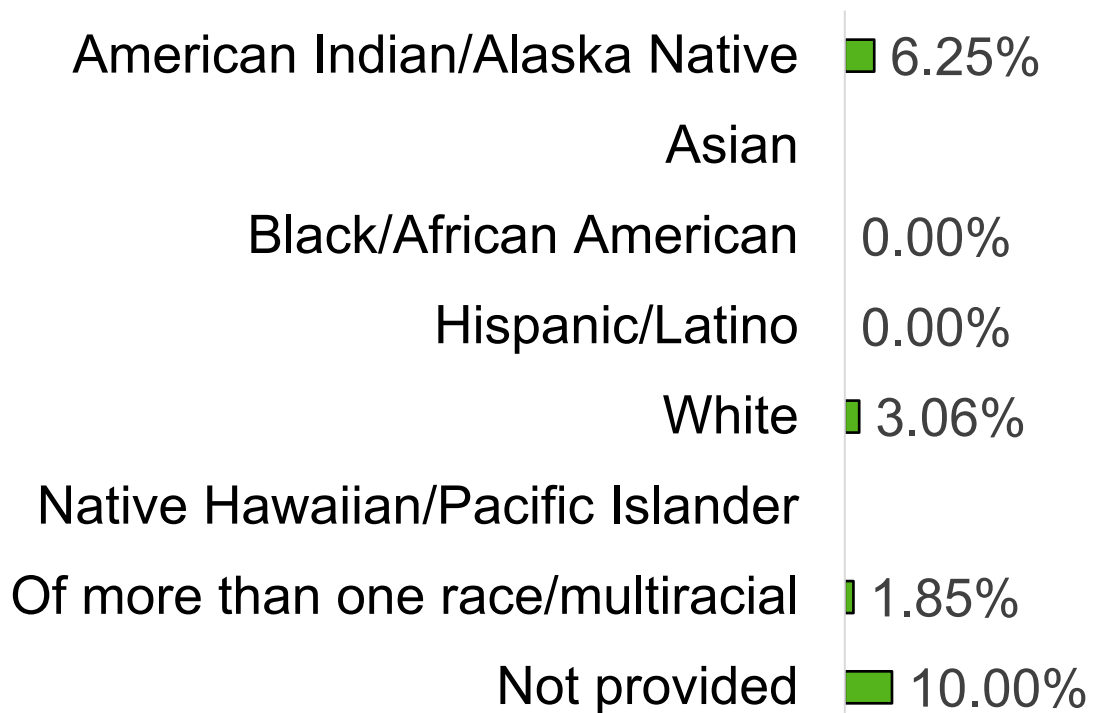 American Indian/Alaska Native 6.25%
Asian
Black/African American 0.00%
Hispanic/Latino 0.00%
White 3.06%
Native Hawaiian/Pacific Islander
Of more than one race/multiracial 1.85%
Not provided 10.00%